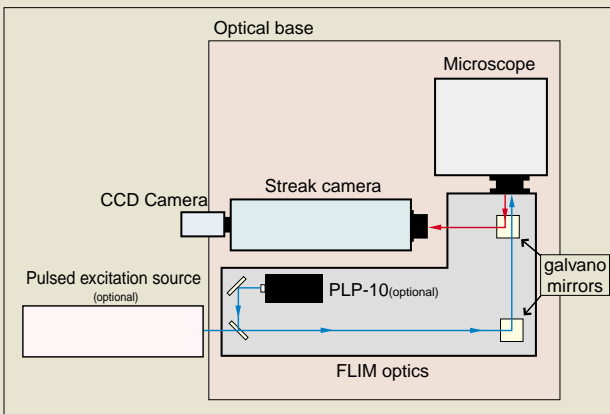 Optical base
Microscope
CCD Camera
Streak camera
Pulsed excitation source
(optional)
PLP-10(optional)
galvano
mirrors
FLIM optics